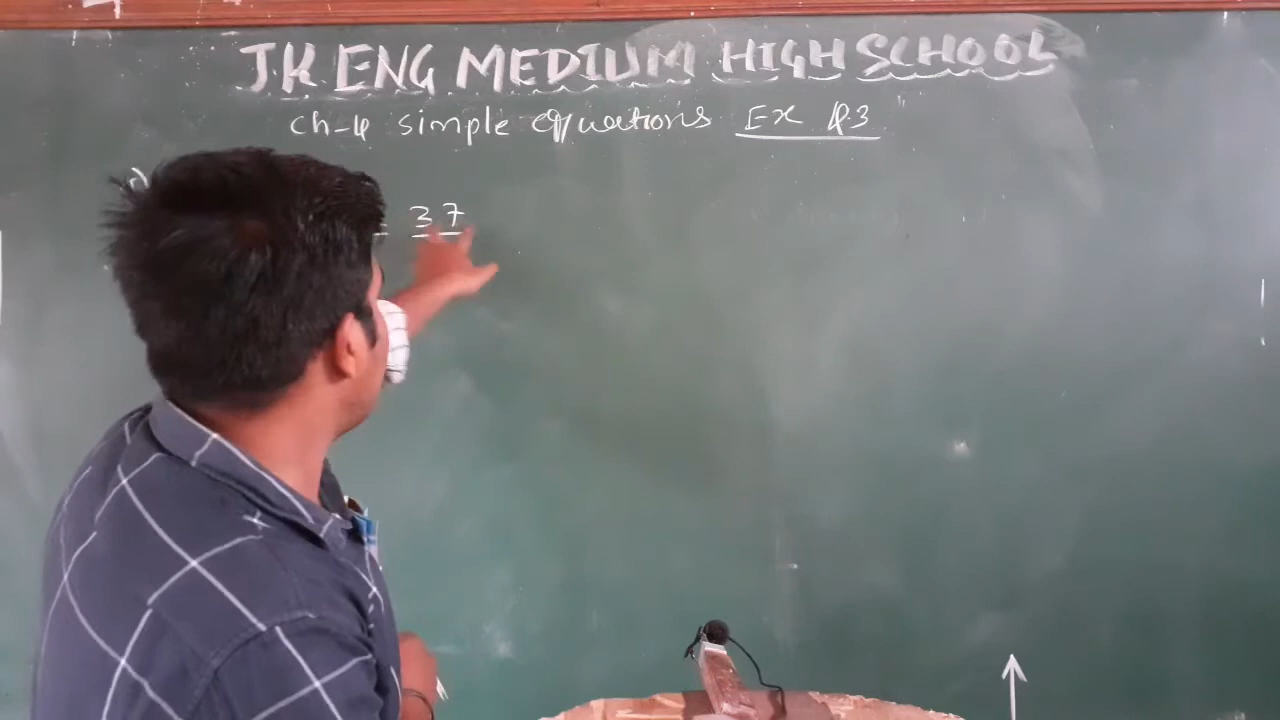 JK ENG MEDIUM HIGH SCHOOL
ch-4 simple equations Ex 4.3
= 37